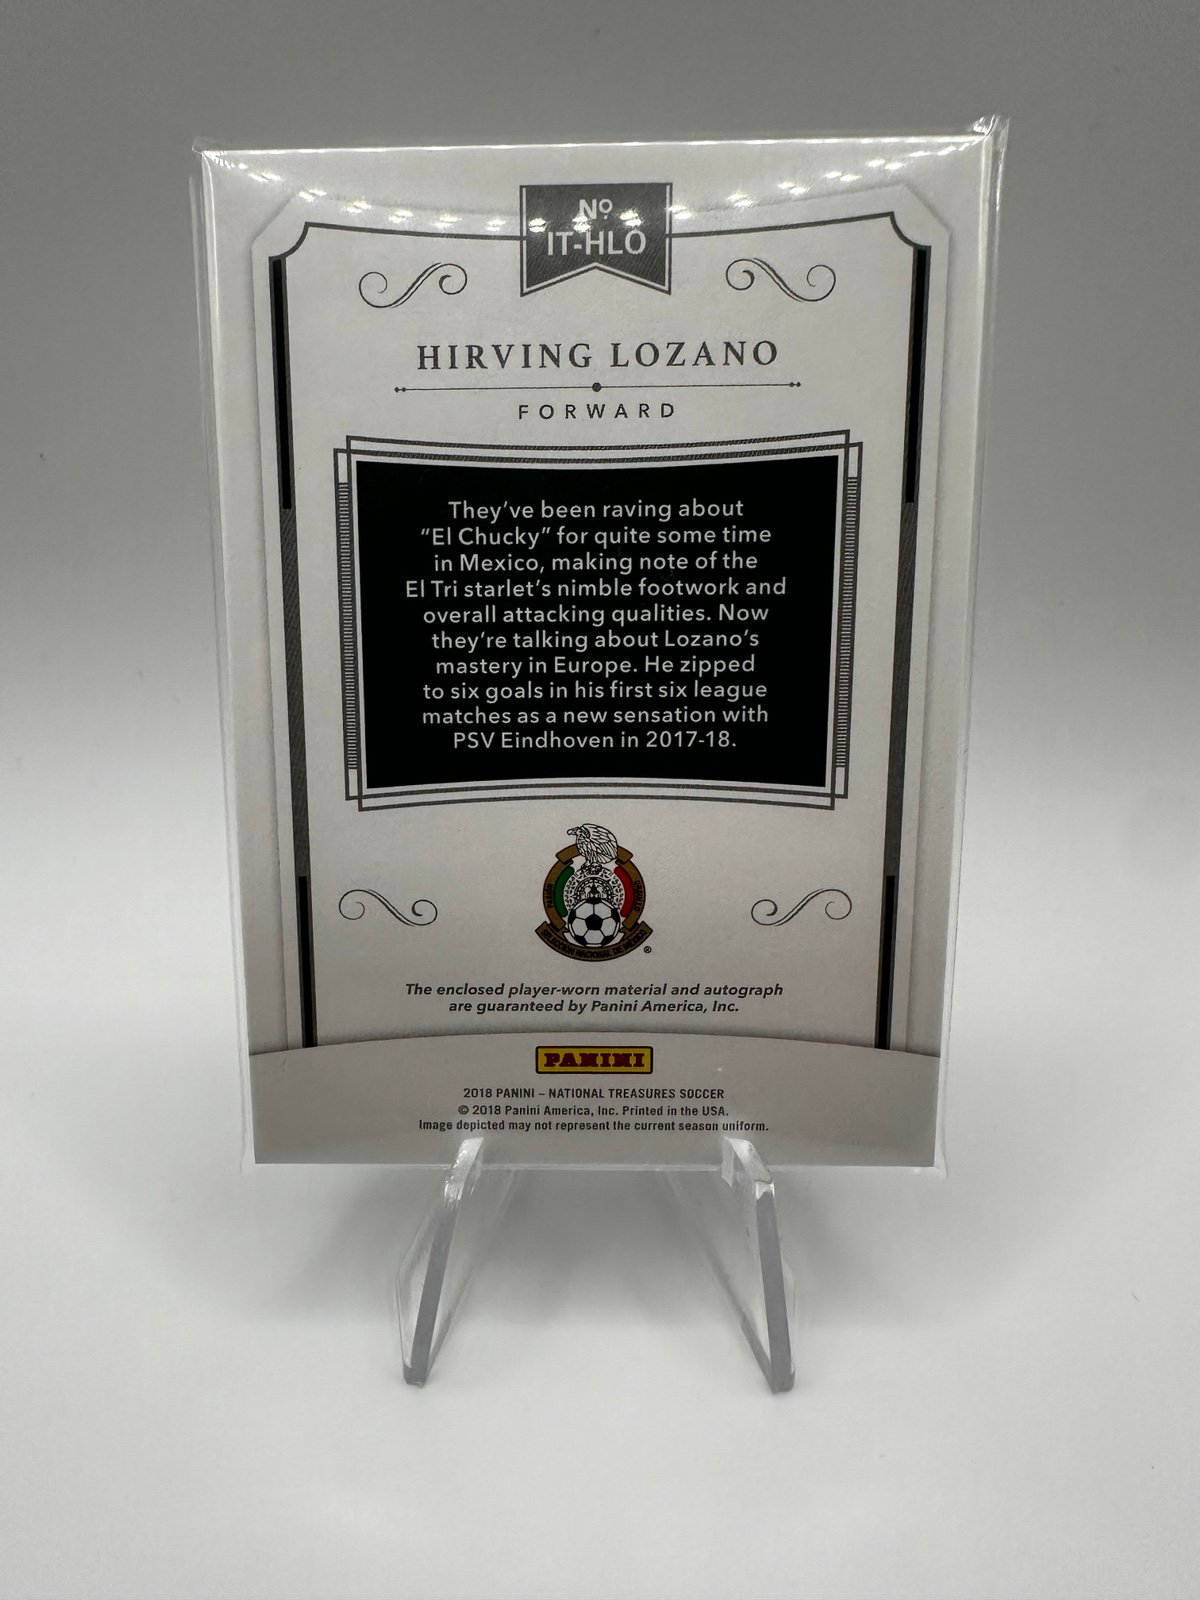 Nº
IT-HLO
HIRVING LOZANO
FORWARD
They've been raving about
"El Chucky" for quite some time
in Mexico, making note of the
El Tri starlet's nimble footwork and
overall attacking qualities. Now
they're talking about Lozano's
mastery in Europe. He zipped
to six goals in his first six league
matches as a new sensation with
PSV Eindhoven in 2017-18.
SELECCIÓN NACIONAL DE MÉXICO
®
The enclosed player-worn material and autograph
are guaranteed by Panini America, Inc.
PANINI
2018 PANINI – NATIONAL TREASURES SOCCER
© 2018 Panini America, Inc. Printed in the USA.
Image depicted may not represent the current season uniform.